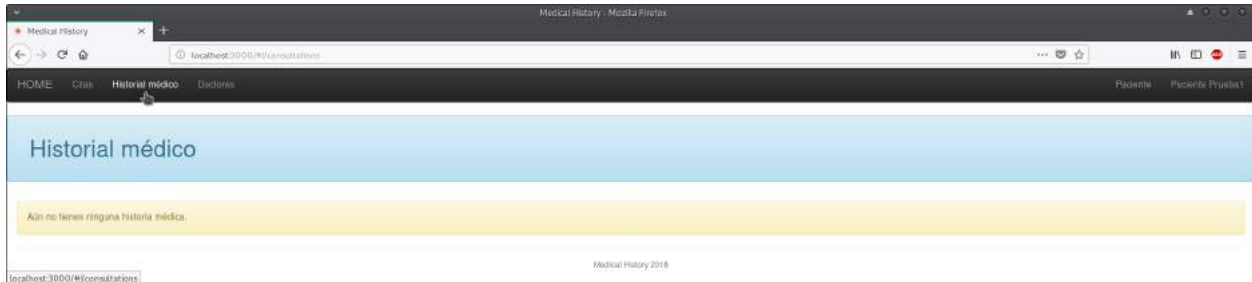 Medical History - Mozilla Firefox
Medical History
localhost:3000/#!/consultations
HOME Citas Historial médico Doctores Paciente Paciente Prueba1
Historial médico
Aún no tienes ninguna historia médica.
Medical History 2018
localhost:3000/#!/consultations